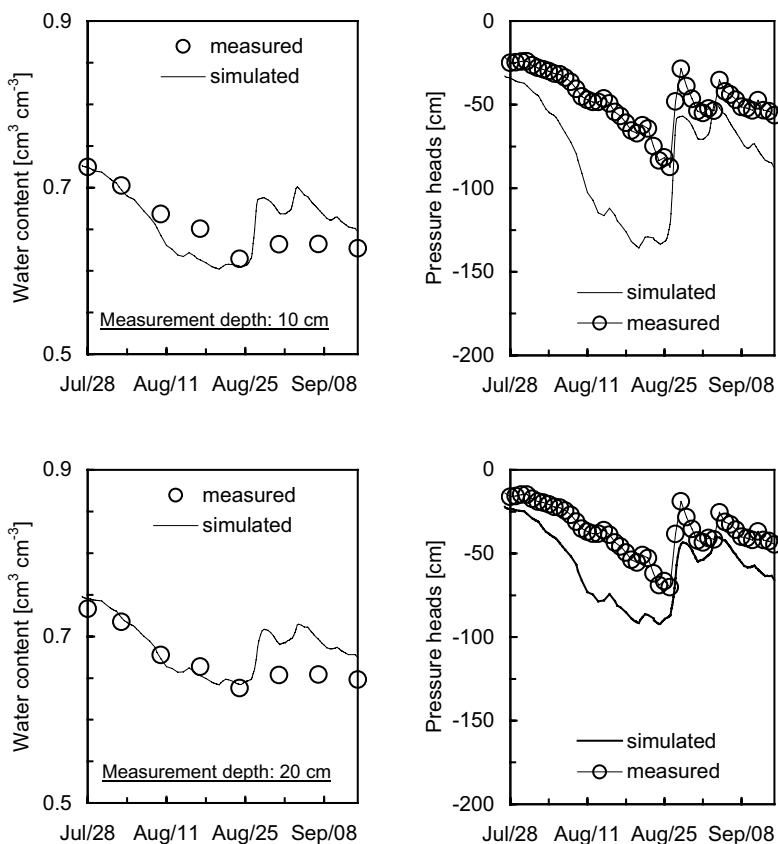 0.9
measured
simulated
0.7
Water content [cm³ cm⁻³]
Measurement depth: 10 cm
0.5
Jul/28 Aug/11 Aug/25 Sep/08
0
-50
-100
-150
-200
Pressure heads [cm]
simulated
measured
Jul/28 Aug/11 Aug/25 Sep/08
0.9
measured
simulated
0.7
Water content [cm³ cm⁻³]
Measurement depth: 20 cm
0.5
Jul/28 Aug/11 Aug/25 Sep/08
0
-50
-100
-150
-200
Pressure heads [cm]
simulated
measured
Jul/28 Aug/11 Aug/25 Sep/08